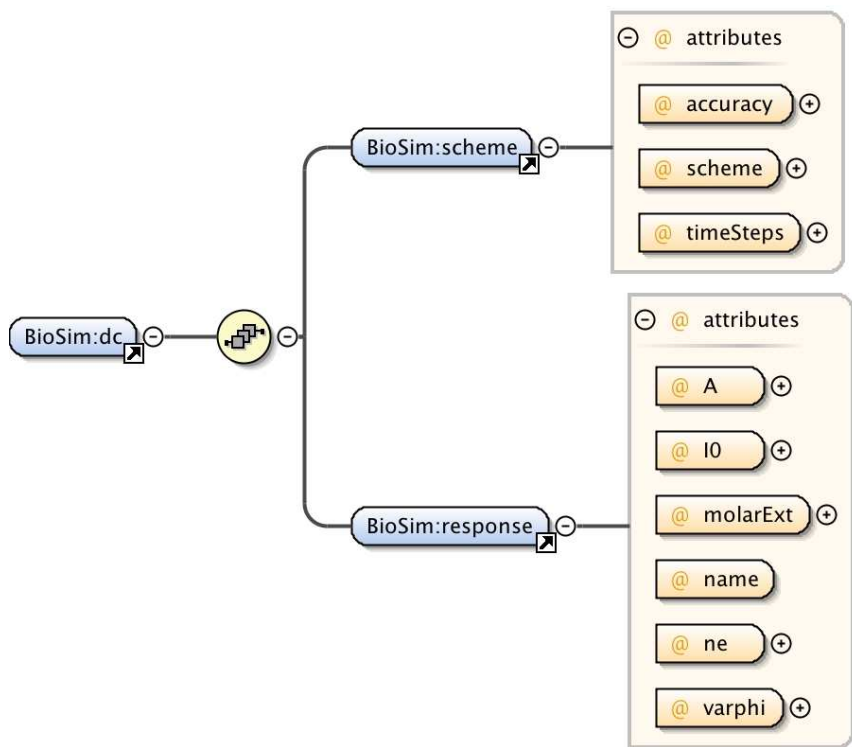 @ attributes
@ accuracy
BioSim:scheme
@ scheme
@ timeSteps
BioSim:dc
@ attributes
@ A
@ I0
@ molarExt
BioSim:response
@ name
@ ne
@ varphi